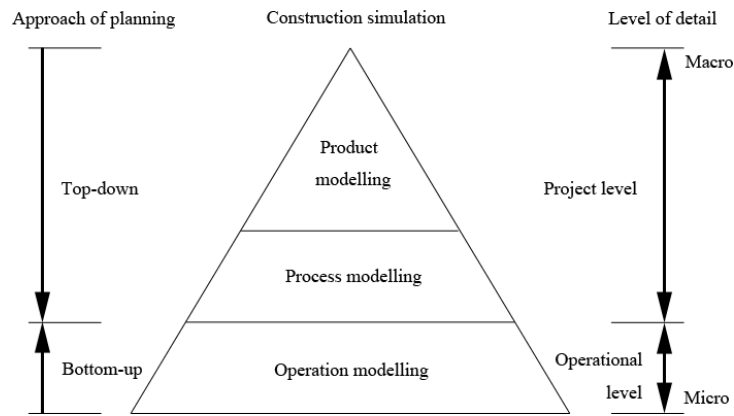 Approach of planning
Construction simulation
Level of detail
Macro
Product
modelling
Top-down
Project level
Process modelling
Bottom-up
Operation modelling
Operational
level
Micro